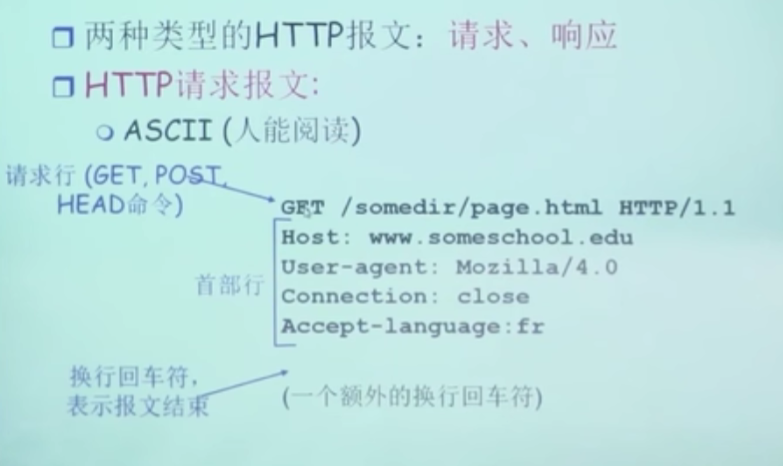 两种类型的HTTP报文：请求、响应
HTTP请求报文:
ASCII (人能阅读)
请求行 (GET, POST,
HEAD命令)
GET /somedir/page.html HTTP/1.1
Host: www.someschool.edu
User-agent: Mozilla/4.0
首部行
Connection: close
Accept-language:fr
换行回车符，
表示报文结束
(一个额外的换行回车符)